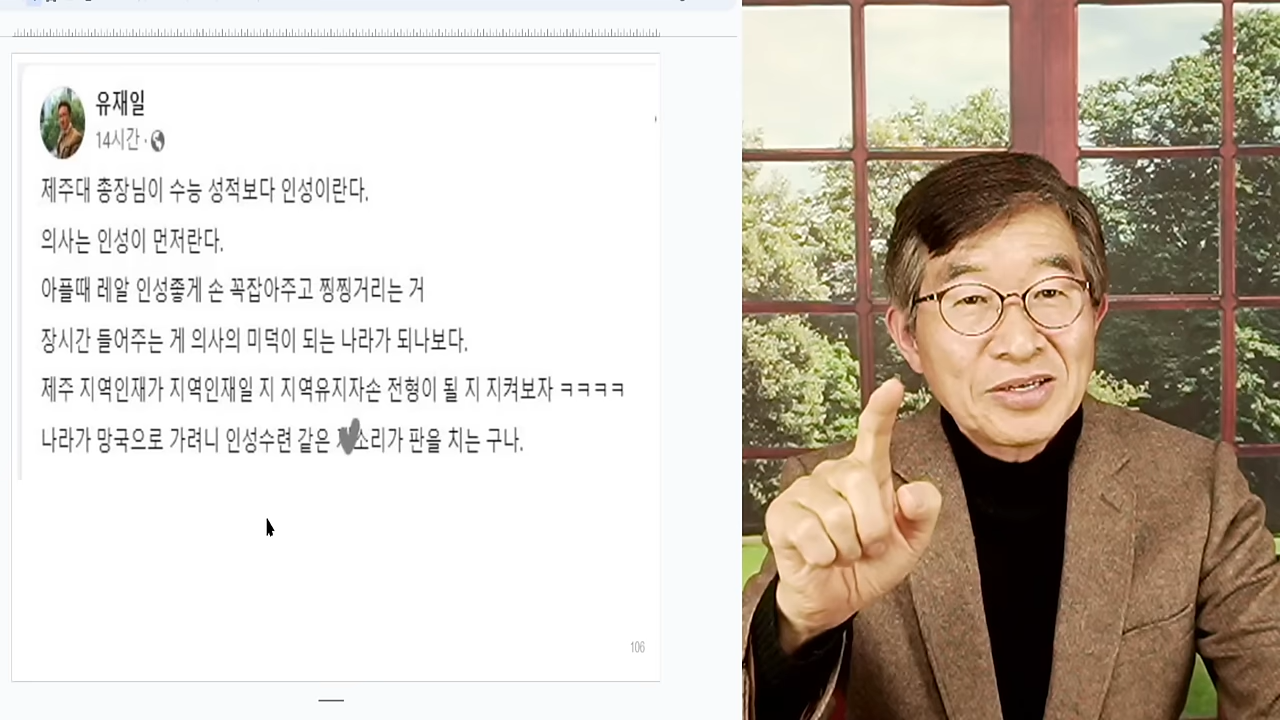 유재일
14시간 ·
제주대 총장님이 수능 성적보다 인성이란다.
의사는 인성이 먼저란다.
아플때 레알 인성좋게 손 꼭잡아주고 찡찡거리는 거
장시간 들어주는 게 의사의 미덕이 되는 나라가 되나보다.
제주 지역인재가 지역인재일 지 지역유지자손 전형이 될 지 지켜보자 ㅋㅋㅋㅋ
나라가 망국으로 가려니 인성수련 같은 소리가 판을 치는 구나.
106